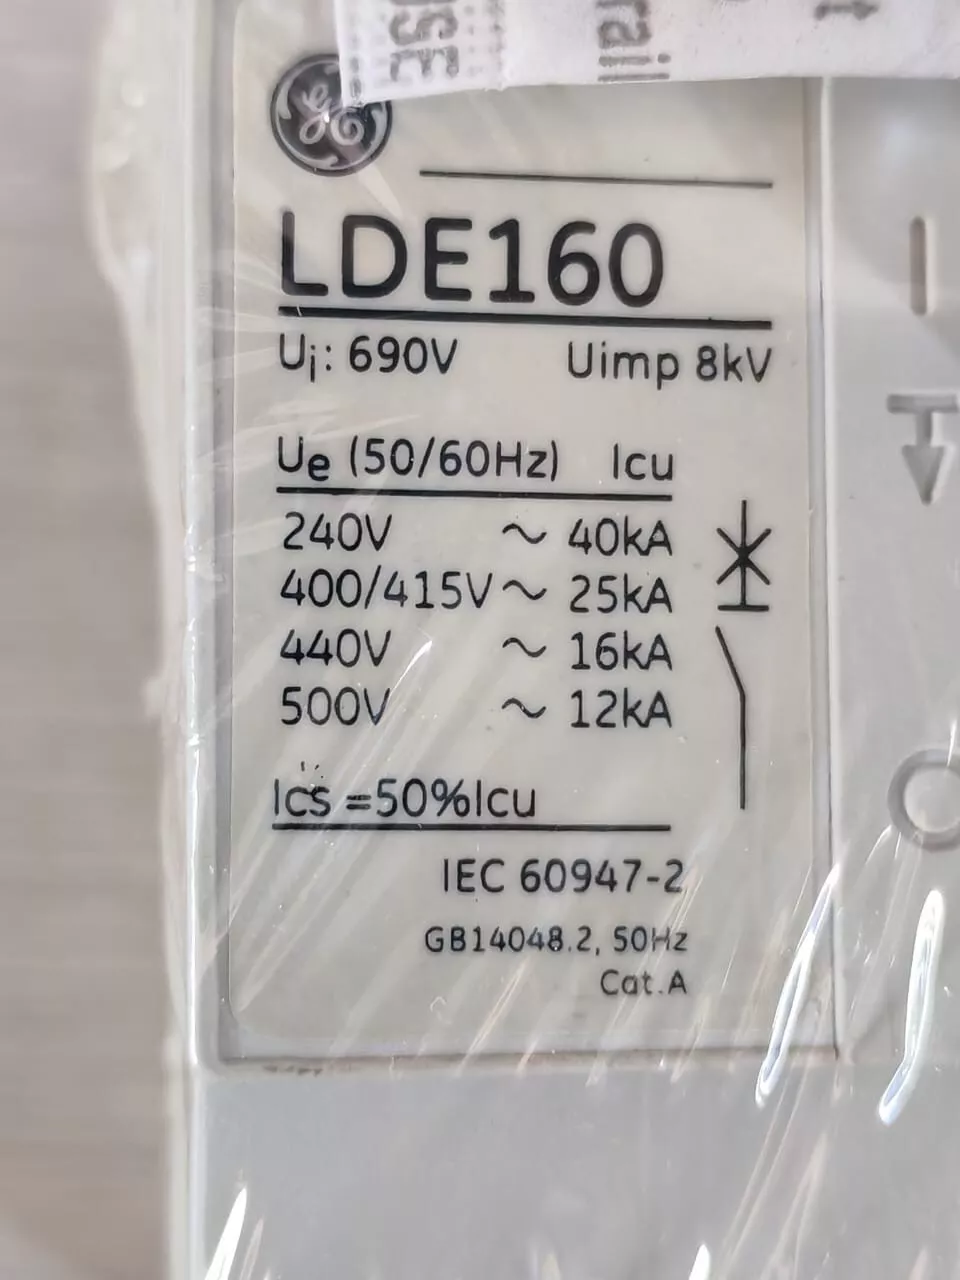 GE
LDE160
Ui: 690V Uimp 8kV
Ue (50/60Hz) Icu
240V ~ 40kA
400/415V ~ 25kA
440V ~ 16kA
500V ~ 12kA
Ics =50%Icu
IEC 60947-2
GB14048.2, 50Hz
Cat.A